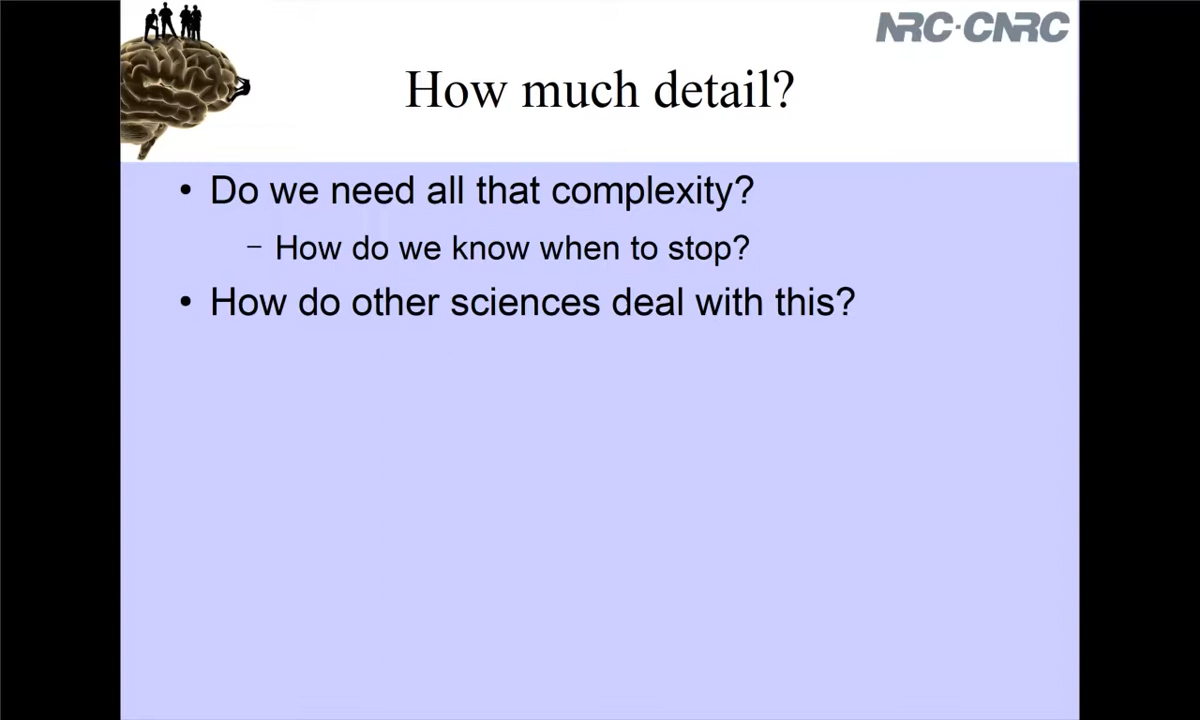 NRC·CNRC
How much detail?
• Do we need all that complexity?
– How do we know when to stop?
• How do other sciences deal with this?